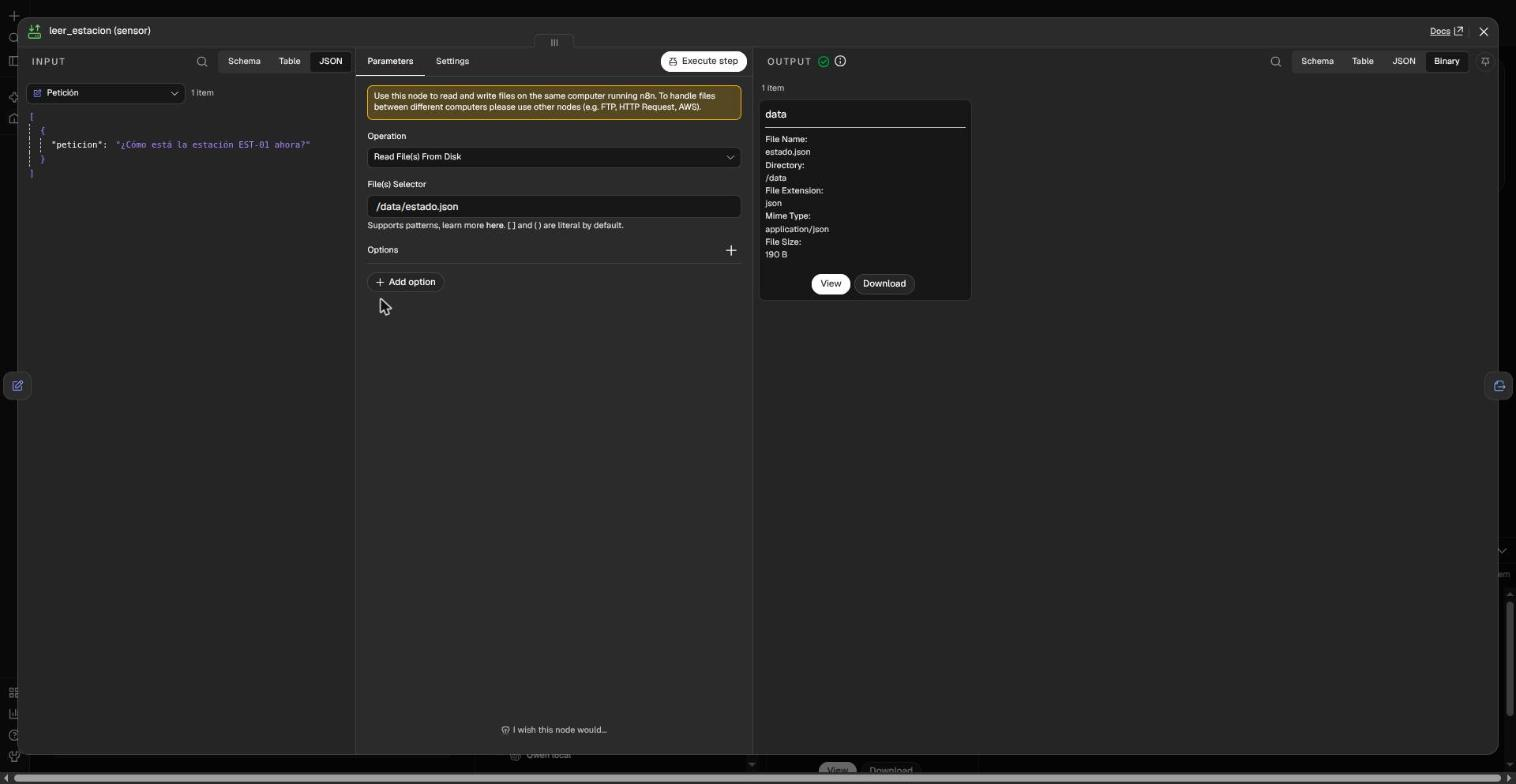 leer_estacion (sensor)
Docs
INPUT
Schema
Table
JSON
Petición
1 item
[
{
"peticion": "¿Cómo está la estación EST-01 ahora?"
}
]
Parameters
Settings
Execute step
Use this node to read and write files on the same computer running n8n. To handle files
between different computers please use other nodes (e.g. FTP, HTTP Request, AWS).
Operation
Read File(s) From Disk
File(s) Selector
/data/estado.json
Supports patterns, learn more here. [ ] and ( ) are literal by default.
Options
Add option
I wish this node would...
OUTPUT
Schema
Table
JSON
Binary
1 item
data
File Name:
estado.json
Directory:
/data
File Extension:
json
Mime Type:
application/json
File Size:
190 B
View
Download
Qwen local
View
Download